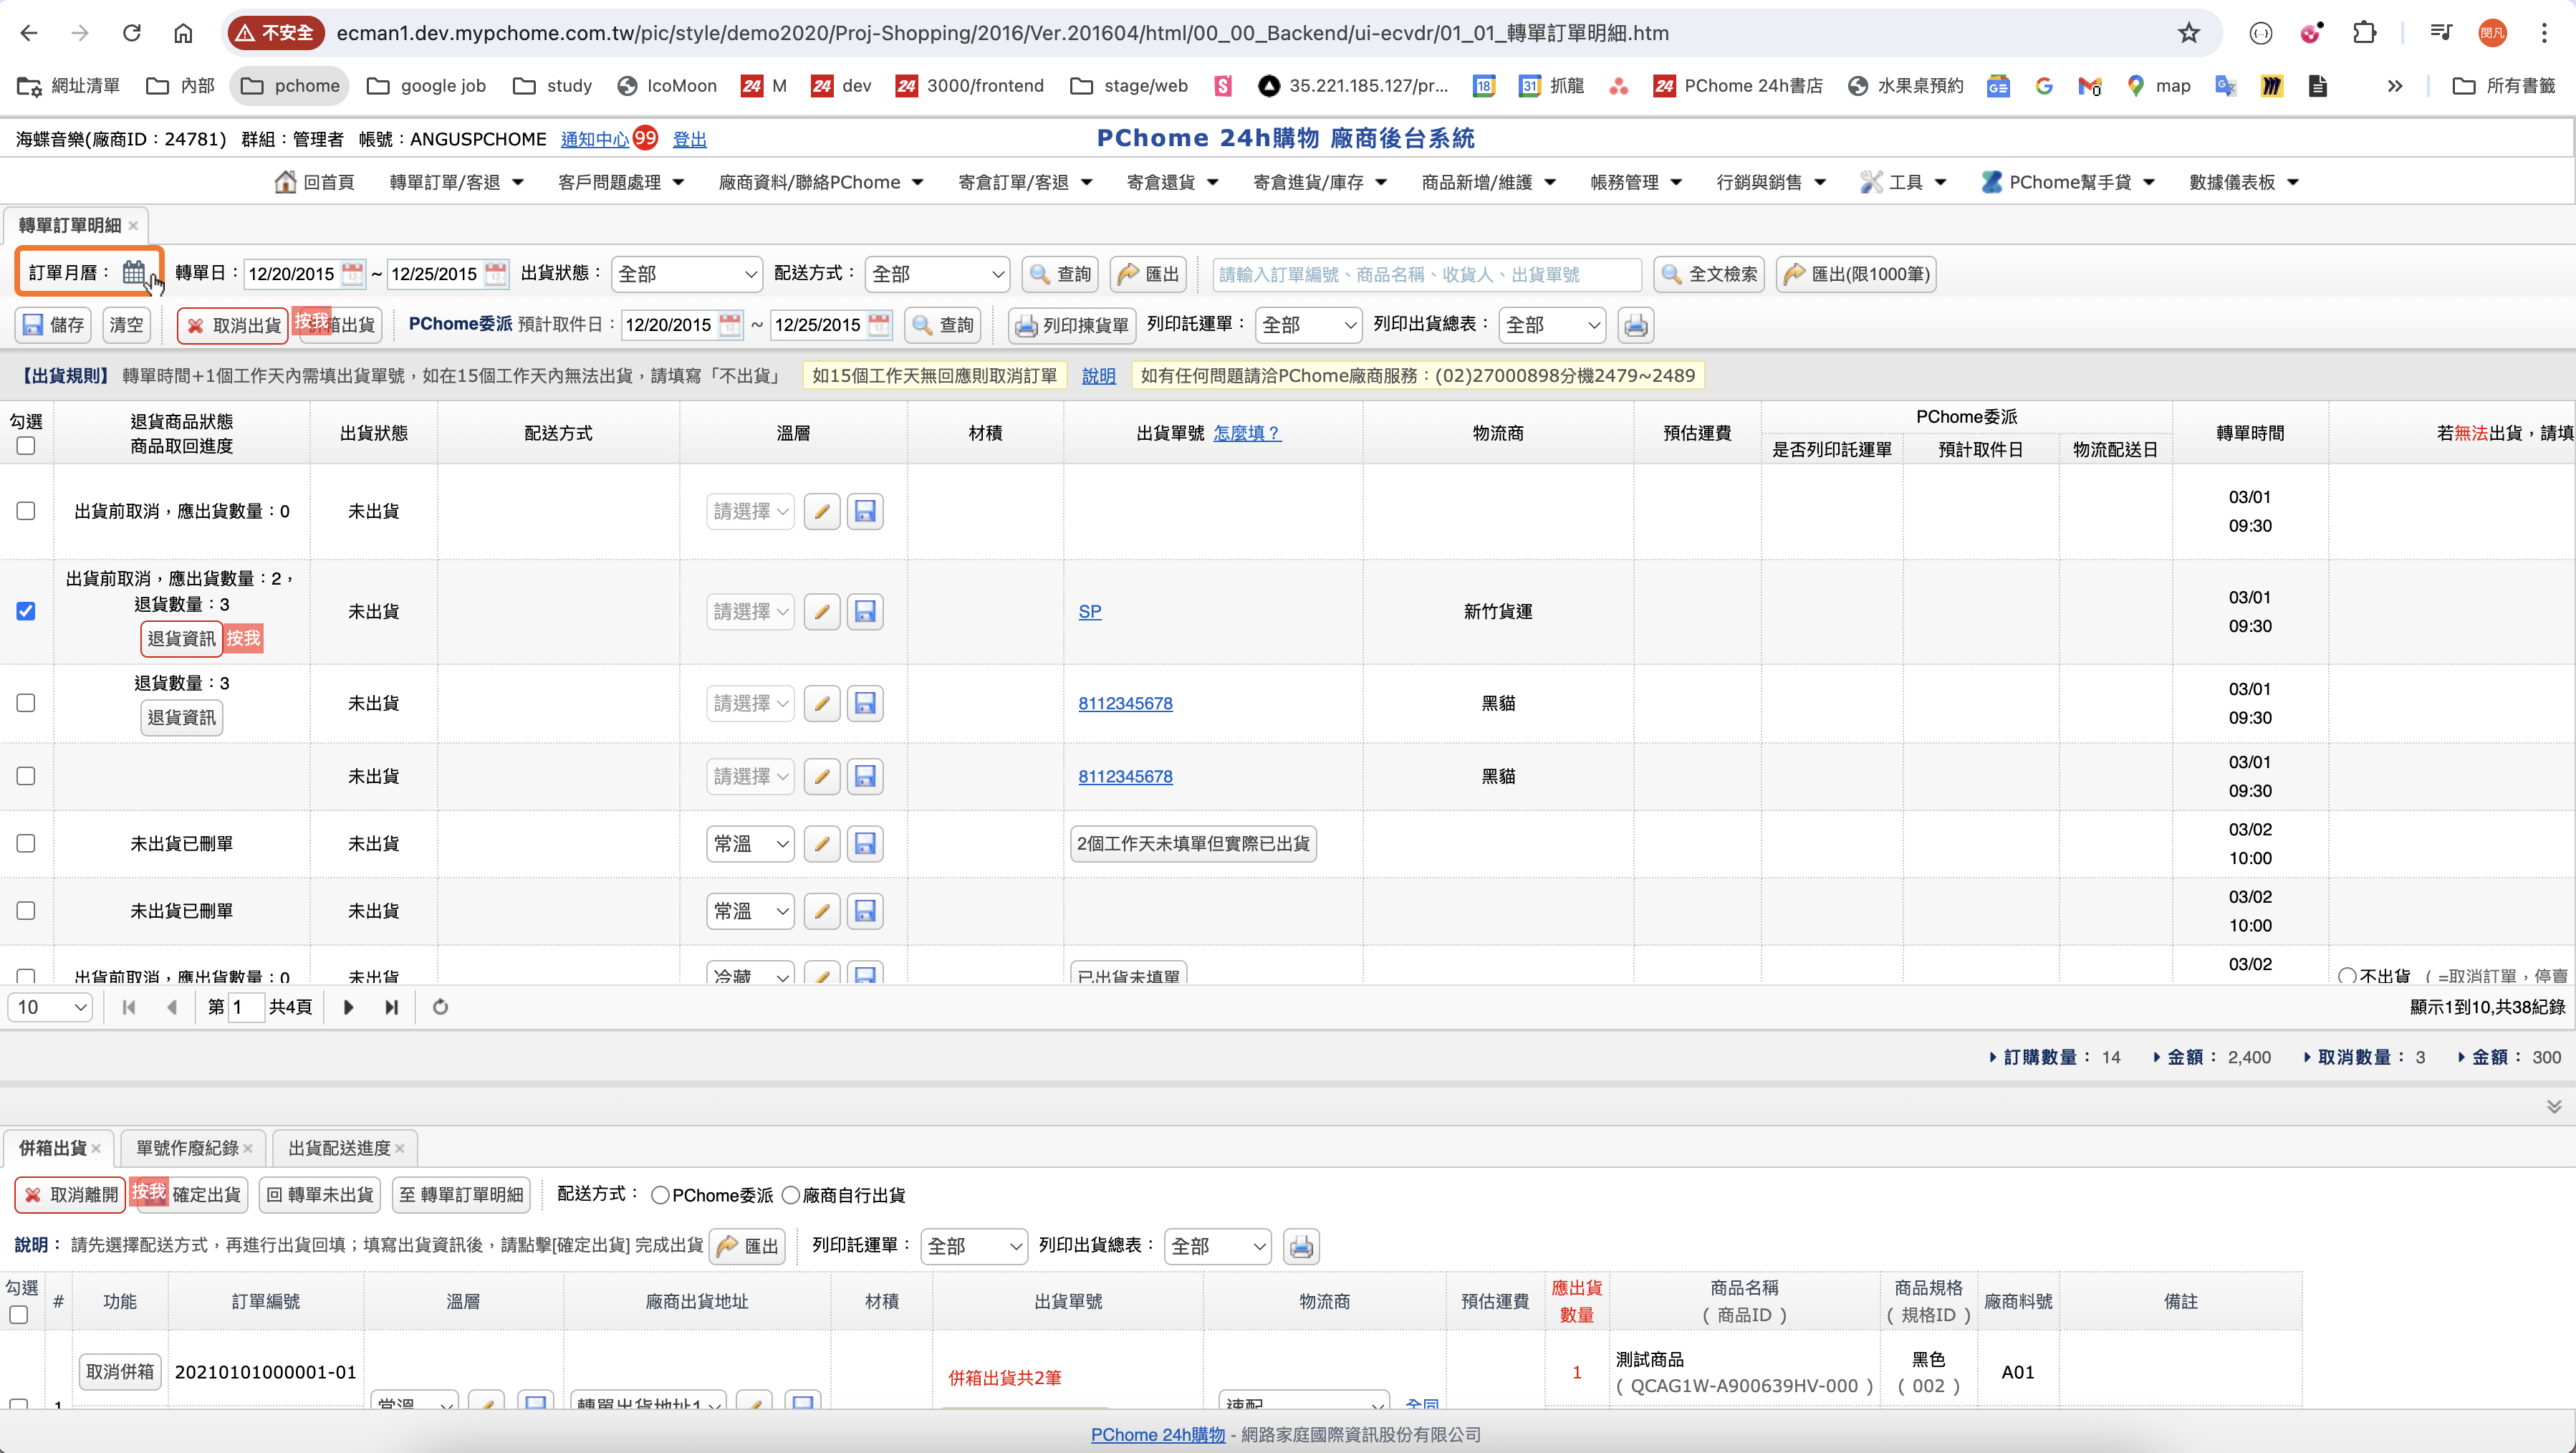 不安全 ecman1.dev.mypchome.com.tw/pic/style/demo2020/Proj-Shopping/2016/Ver.201604/html/00_00_Backend/ui-ecvdr/01_01_轉單訂單明細.htm 閔凡
網址清單 內部 pchome google job study IcoMoon 24 M 24 dev 24 3000/frontend stage/web 35.221.185.127/pr... 18 31 抓龍 24 PChome 24h書店 水果桌預約 map 所有書籤
海蝶音樂(廠商ID：24781) 群組：管理者 帳號：ANGUSPCHOME 通知中心 99 登出 PChome 24h購物 廠商後台系統
回首頁 轉單訂單/客退 客戶問題處理 廠商資料/聯絡PChome 寄倉訂單/客退 寄倉還貨 寄倉進貨/庫存 商品新增/維護 帳務管理 行銷與銷售 工具 PChome幫手貸 數據儀表板
轉單訂單明細
訂單月曆： 轉單日：12/20/2015 ~ 12/25/2015 出貨狀態：全部 配送方式：全部 查詢 匯出 請輸入訂單編號、商品名稱、收貨人、出貨單號 全文檢索 匯出(限1000筆)
儲存 清空 取消出貨 按我 箱出貨 PChome委派 預計取件日：12/20/2015 ~ 12/25/2015 查詢 列印揀貨單 列印託運單：全部 列印出貨總表：全部
【出貨規則】 轉單時間+1個工作天內需填出貨單號，如在15個工作天內無法出貨，請填寫「不出貨」 如15個工作天無回應則取消訂單 說明 如有任何問題請洽PChome廠商服務：(02)27000898分機2479~2489
勾選 退貨商品狀態 商品取回進度 出貨狀態 配送方式 溫層 材積 出貨單號 怎麼填？ 物流商 預估運費 PChome委派 轉單時間 若無法出貨，請填
是否列印託運單 預計取件日 物流配送日
出貨前取消，應出貨數量：0 未出貨 請選擇 03/01 09:30
出貨前取消，應出貨數量：2，
退貨數量：3 未出貨 請選擇 SP 新竹貨運 03/01 09:30
退貨資訊 按我
退貨數量：3 未出貨 請選擇 8112345678 黑貓 03/01 09:30
退貨資訊
未出貨 請選擇 8112345678 黑貓 03/01 09:30
未出貨已刪單 未出貨 常溫 2個工作天未填單但實際已出貨 03/02 10:00
未出貨已刪單 未出貨 常溫 03/02 10:00
出貨前取消，應出貨數量：0 未出貨 冷藏 已出貨未填單 03/02 不出貨 （ =取消訂單，停賣
10 第 1 共4頁 顯示1到10,共38紀錄
訂購數量： 14 金額： 2,400 取消數量： 3 金額： 300
併箱出貨 單號作廢紀錄 出貨配送進度
取消離開 按我 確定出貨 回 轉單未出貨 至 轉單訂單明細 配送方式： PChome委派 廠商自行出貨
說明： 請先選擇配送方式，再進行出貨回填；填寫出貨資訊後，請點擊[確定出貨] 完成出貨 匯出 列印託運單：全部 列印出貨總表：全部
勾選 # 功能 訂單編號 溫層 廠商出貨地址 材積 出貨單號 物流商 預估運費 應出貨數量 商品名稱 ( 商品ID ) 商品規格 ( 規格ID ) 廠商料號 備註
1 取消併箱 20210101000001-01 常溫 轉單出貨地址1 併箱出貨共2筆 速配 全同 1 測試商品 ( QCAG1W-A900639HV-000 ) 黑色 ( 002 ) A01
PChome 24h購物 - 網路家庭國際資訊股份有限公司